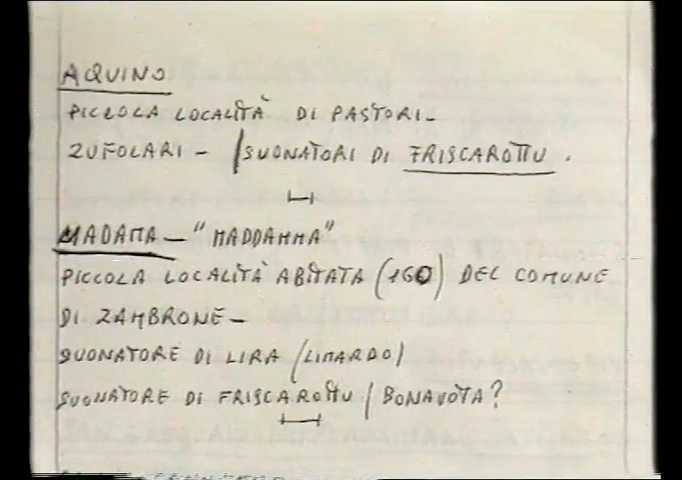 AQUINO
PICCOLA LOCALITÀ DI PASTORI -
ZUFOLARI - /SUONATORI DI FRISCAROTTU.
MADAMA - "MADDAMMA"
PICCOLA LOCALITÀ ABITATA (160) DEL COMUNE
DI ZAMBRONE -
SUONATORE DI LIRA /LIMARDO/
SUONATORE DI FRISCAROTTU / BONAVOTA?